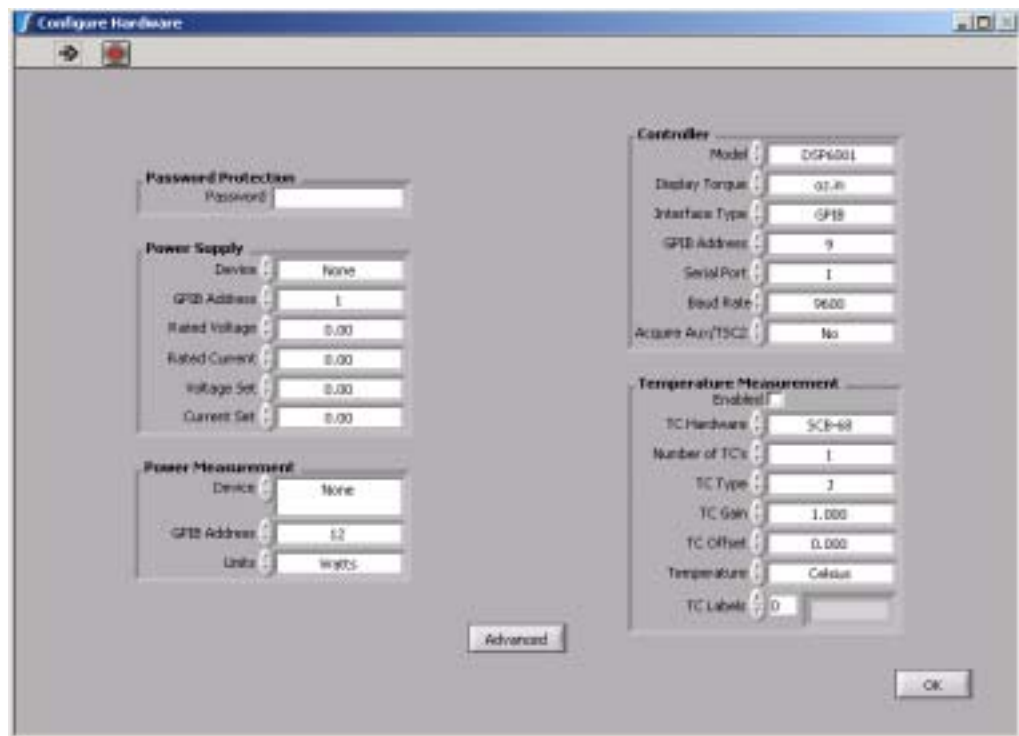 Configure Hardware
Password Protection
Password
Power Supply
Device None
GPIB Address 1
Rated Voltage 0.00
Rated Current 0.00
Voltage Set 0.00
Current Set 0.00
Power Measurement
Device None
GPIB Address 12
Units Watts
Controller
Model DSP6001
Display Torque oz.in
Interface Type GPIB
GPIB Address 9
Serial Port 1
Baud Rate 9600
Acquire Aux/TSC2 No
Temperature Measurement
Enabled
TC Hardware SCB-68
Number of TC's 1
TC Type J
TC Gain 1.000
TC Offset 0.000
Temperature Celsius
TC Labels 0
Advanced
OK